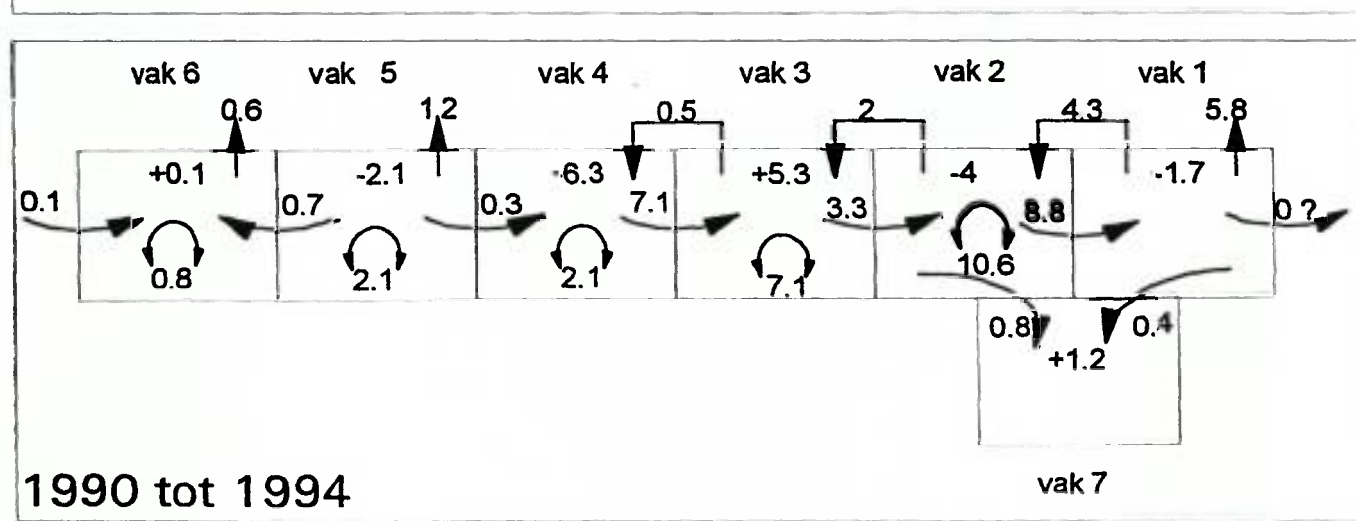 vak 6 vak 5 vak 4 vak 3 vak 2 vak 1
0.6 1.2 0.5 2 4.3 5.8
+0.1 -2.1 -6.3 +5.3 -4 -1.7
0.1 0.7 0.3 7.1 3.3 8.8 0 ?
0.8 2.1 2.1 7.1 10.6
0.8 0.4
+1.2
1990 tot 1994
vak 7